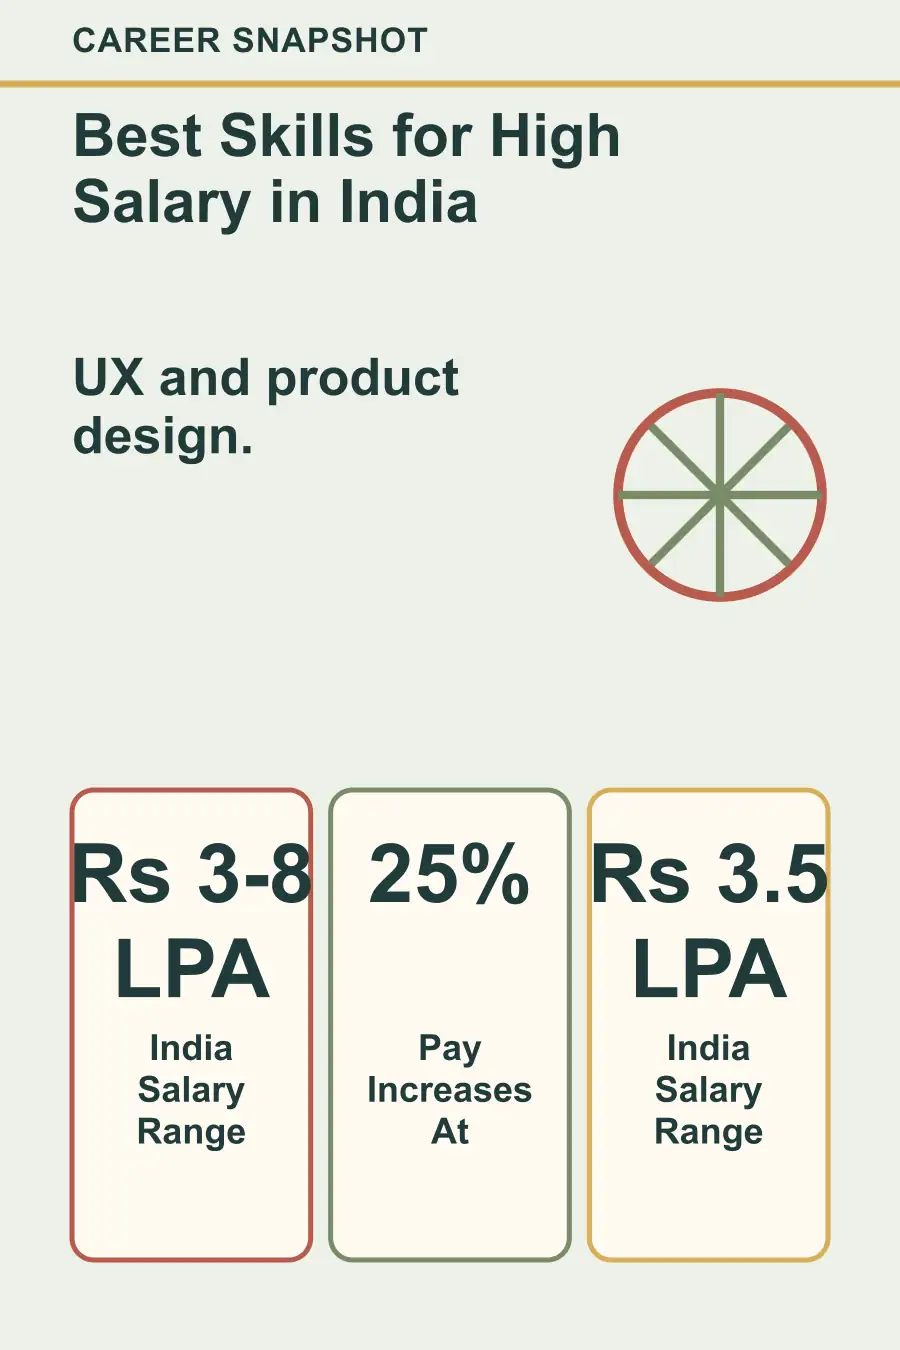 CAREER SNAPSHOT
Best Skills for High
Salary in India
UX and product
design.
Rs 3-8
LPA
India
Salary
Range
25%
Pay
Increases
At
Rs 3.5
LPA
India
Salary
Range